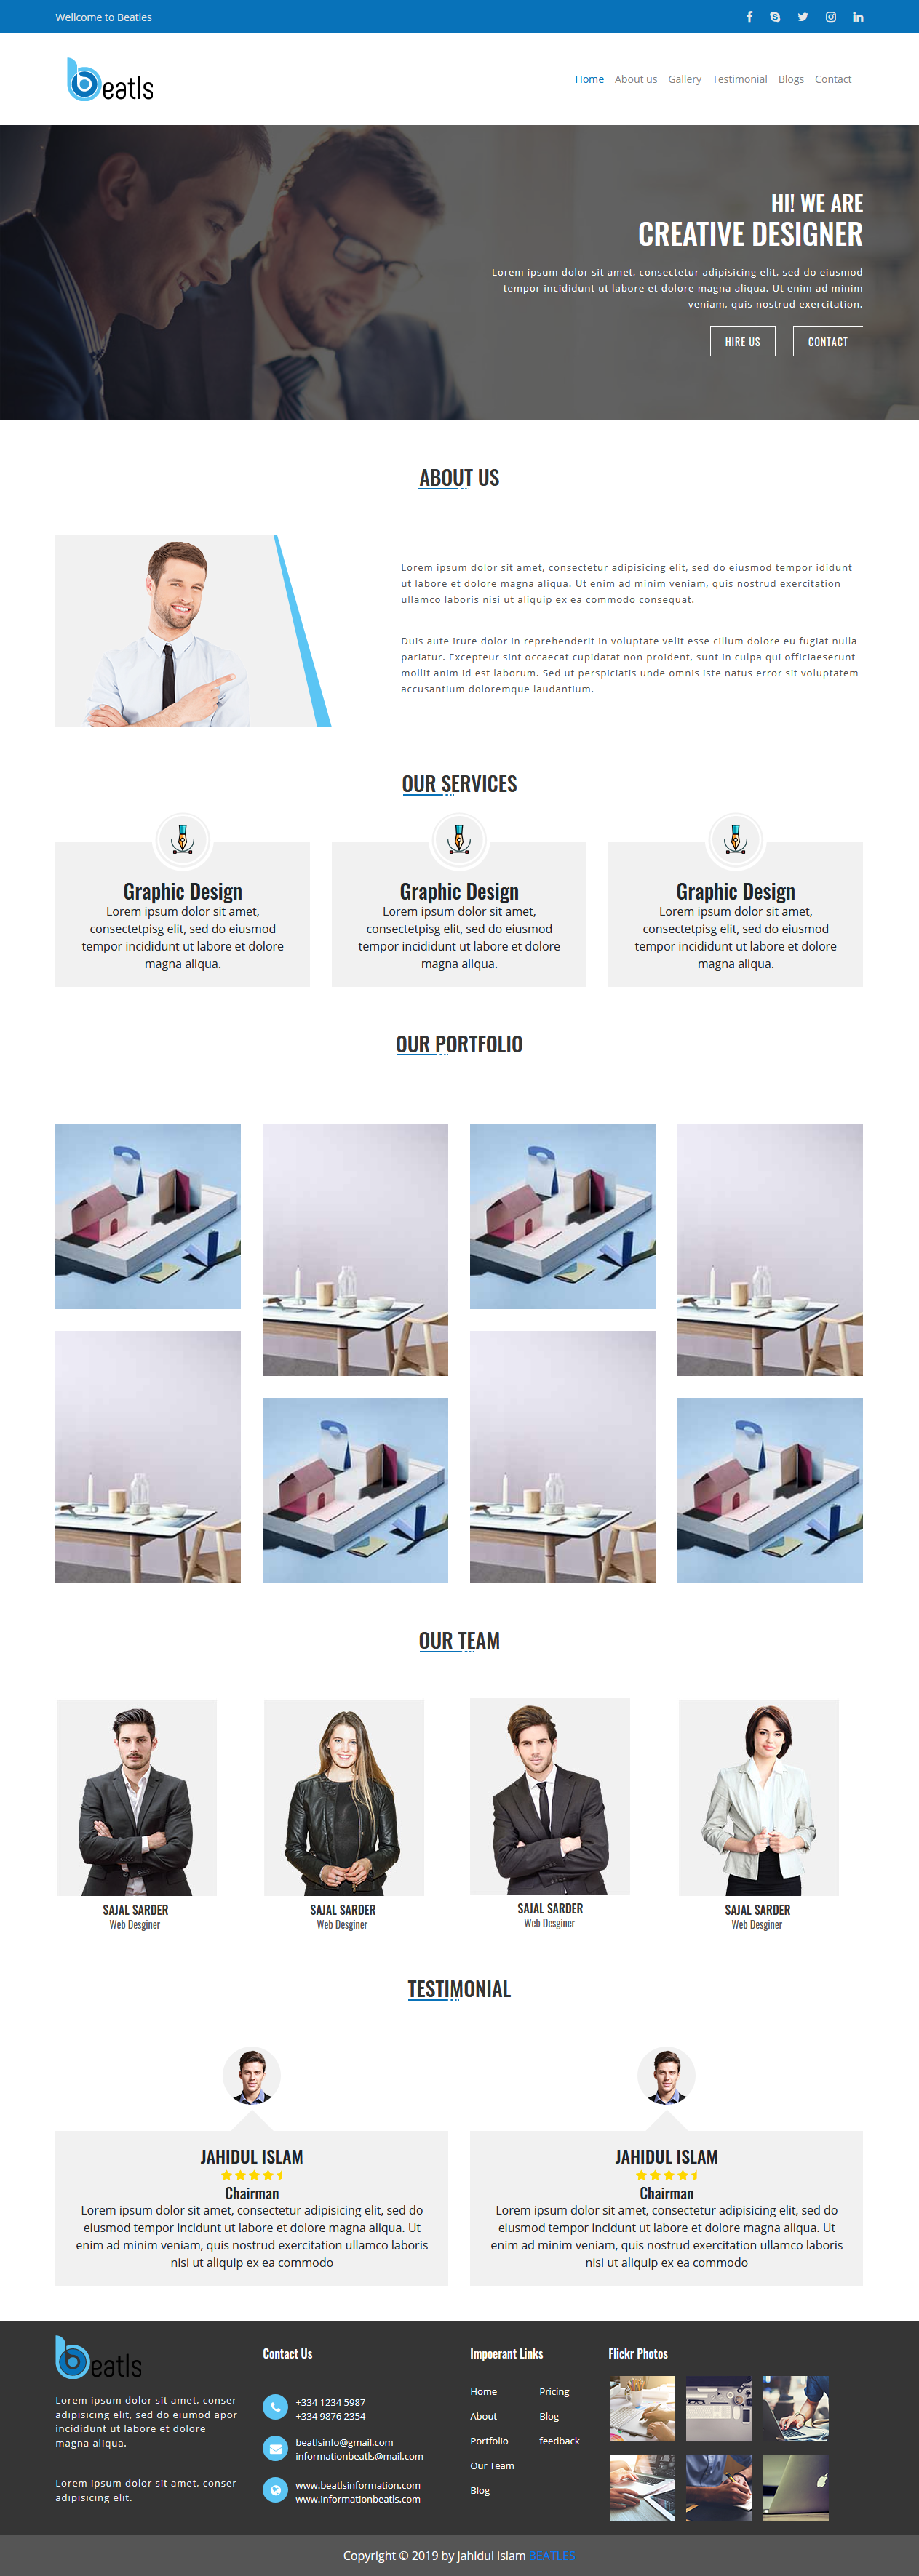 Wellcome to Beatles
beatls
Home About us Gallery Testimonial Blogs Contact
HI! WE ARE
CREATIVE DESIGNER
Lorem ipsum dolor sit amet, consectetur adipisicing elit, sed do eiusmod
tempor incididunt ut labore et dolore magna aliqua. Ut enim ad minim
veniam, quis nostrud exercitation.
HIRE US CONTACT
ABOUT US
Lorem ipsum dolor sit amet, consectetur adipisicing elit, sed do eiusmod tempor ididunt
ut labore et dolore magna aliqua. Ut enim ad minim veniam, quis nostrud exercitation
ullamco laboris nisi ut aliquip ex ea commodo consequat.
Duis aute irure dolor in reprehenderit in voluptate velit esse cillum dolore eu fugiat nulla
pariatur. Excepteur sint occaecat cupidatat non proident, sunt in culpa qui officiaeserunt
mollit anim id est laborum. Sed ut perspiciatis unde omnis iste natus error sit voluptatem
accusantium doloremque laudantium.
OUR SERVICES
Graphic Design
Lorem ipsum dolor sit amet,
consectetpisg elit, sed do eiusmod
tempor incididunt ut labore et dolore
magna aliqua.
Graphic Design
Lorem ipsum dolor sit amet,
consectetpisg elit, sed do eiusmod
tempor incididunt ut labore et dolore
magna aliqua.
Graphic Design
Lorem ipsum dolor sit amet,
consectetpisg elit, sed do eiusmod
tempor incididunt ut labore et dolore
magna aliqua.
OUR PORTFOLIO
OUR TEAM
SAJAL SARDER
Web Desginer
SAJAL SARDER
Web Desginer
SAJAL SARDER
Web Desginer
SAJAL SARDER
Web Desginer
TESTIMONIAL
JAHIDUL ISLAM
Chairman
Lorem ipsum dolor sit amet, consectetur adipisicing elit, sed do
eiusmod tempor incidunt ut labore et dolore magna aliqua. Ut
enim ad minim veniam, quis nostrud exercitation ullamco laboris
nisi ut aliquip ex ea commodo
JAHIDUL ISLAM
Chairman
Lorem ipsum dolor sit amet, consectetur adipisicing elit, sed do
eiusmod tempor incidunt ut labore et dolore magna aliqua. Ut
enim ad minim veniam, quis nostrud exercitation ullamco laboris
nisi ut aliquip ex ea commodo
beatls
Lorem ipsum dolor sit amet, conser
adipisicing elit, sed do eiumod apor
incididunt ut labore et dolore
magna aliqua.
Lorem ipsum dolor sit amet, conser
adipisicing elit.
Contact Us
+334 1234 5987
+334 9876 2354
beatlsinfo@gmail.com
informationbeatls@mail.com
www.beatlsinformation.com
www.informationbeatls.com
Impoerant Links
Home
About
Portfolio
Our Team
Blog
Pricing
Blog
feedback
Flickr Photos
Copyright © 2019 by jahidul islam BEATLES